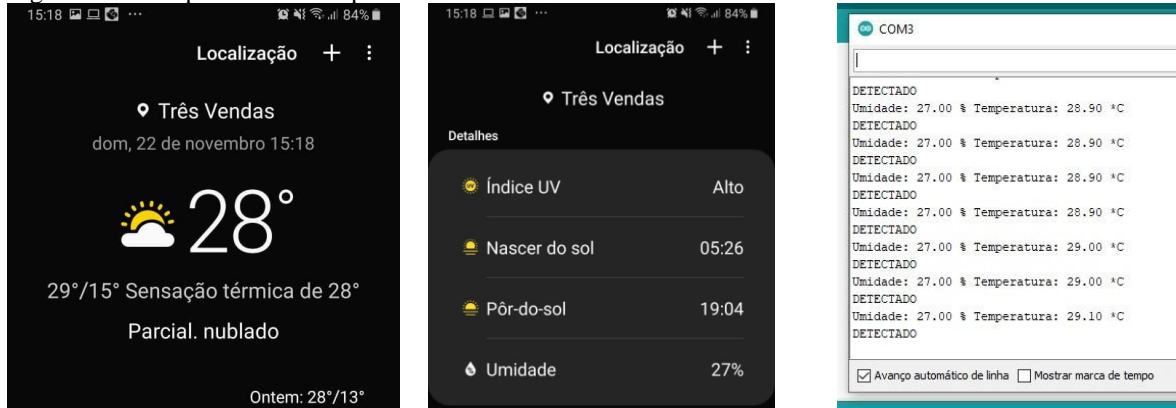 15:18 84%
Localização + ⋮
Três Vendas
dom, 22 de novembro 15:18
28°
29°/15° Sensação térmica de 28°
Parcial. nublado
Ontem: 28°/13°
15:18 84%
Localização + ⋮
Três Vendas
Detalhes
Índice UV Alto
Nascer do sol 05:26
Pôr-do-sol 19:04
Umidade 27%
COM3
DETECTADO
Umidade: 27.00 % Temperatura: 28.90 *C
DETECTADO
Umidade: 27.00 % Temperatura: 28.90 *C
DETECTADO
Umidade: 27.00 % Temperatura: 28.90 *C
DETECTADO
Umidade: 27.00 % Temperatura: 28.90 *C
DETECTADO
Umidade: 27.00 % Temperatura: 29.00 *C
DETECTADO
Umidade: 27.00 % Temperatura: 29.00 *C
DETECTADO
Umidade: 27.00 % Temperatura: 29.10 *C
DETECTADO
Avanço automático de linha Mostrar marca de tempo